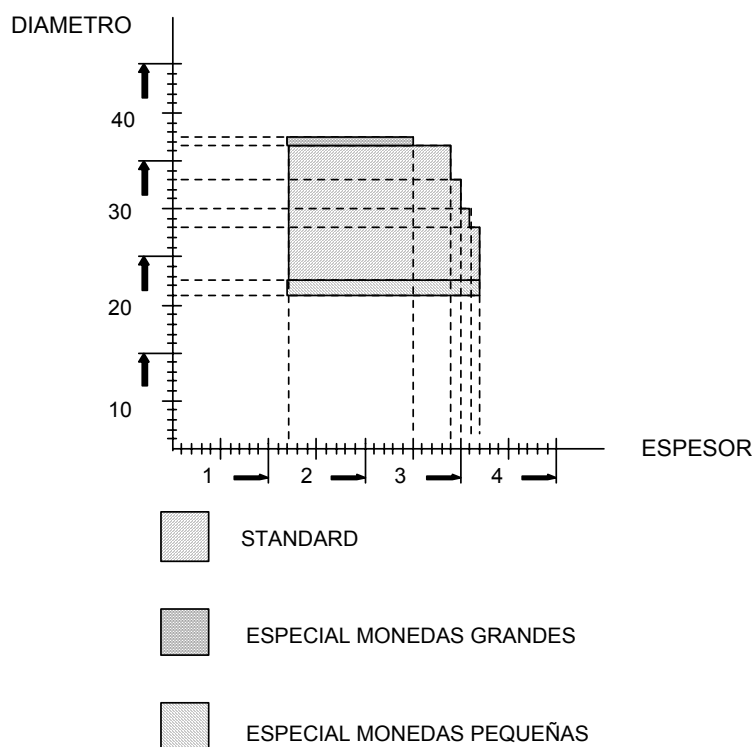 DIAMETRO
40
30
20
10
ESPESOR
1 2 3 4
STANDARD
ESPECIAL MONEDAS GRANDES
ESPECIAL MONEDAS PEQUEÑAS